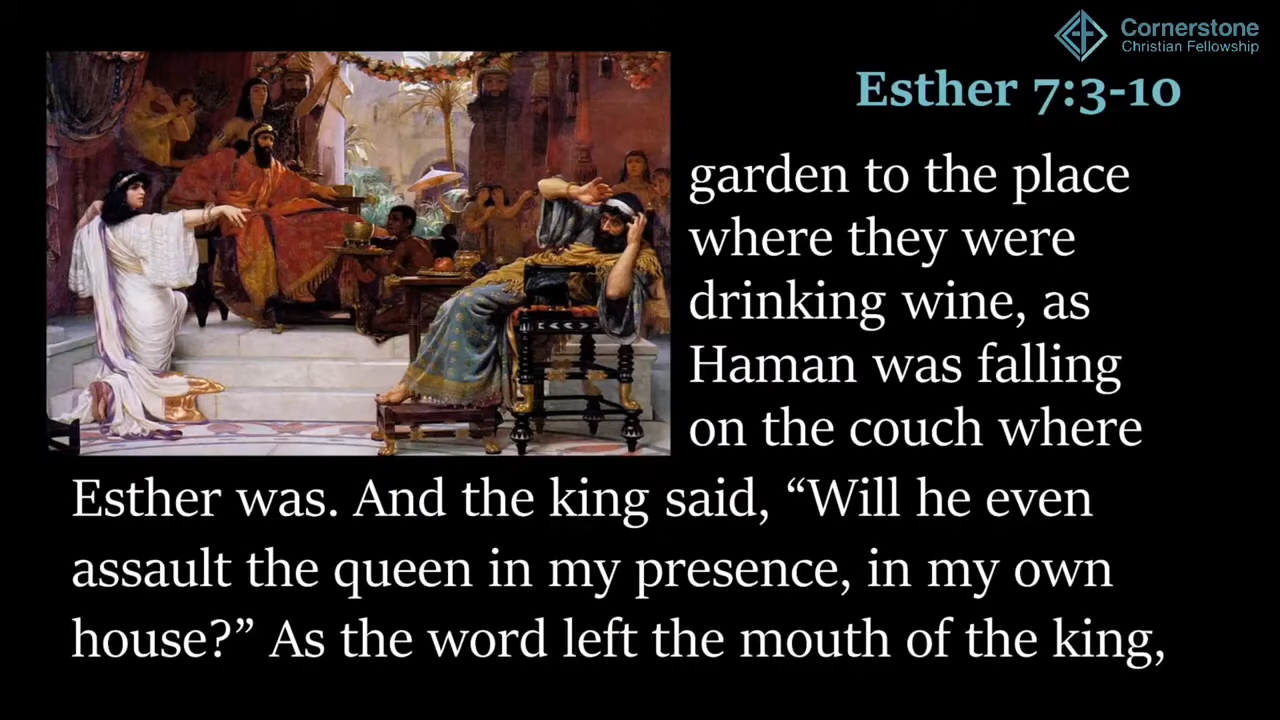 Cornerstone
Christian Fellowship
Esther 7:3-10
garden to the place
where they were
drinking wine, as
Haman was falling
on the couch where
Esther was. And the king said, “Will he even
assault the queen in my presence, in my own
house?” As the word left the mouth of the king,